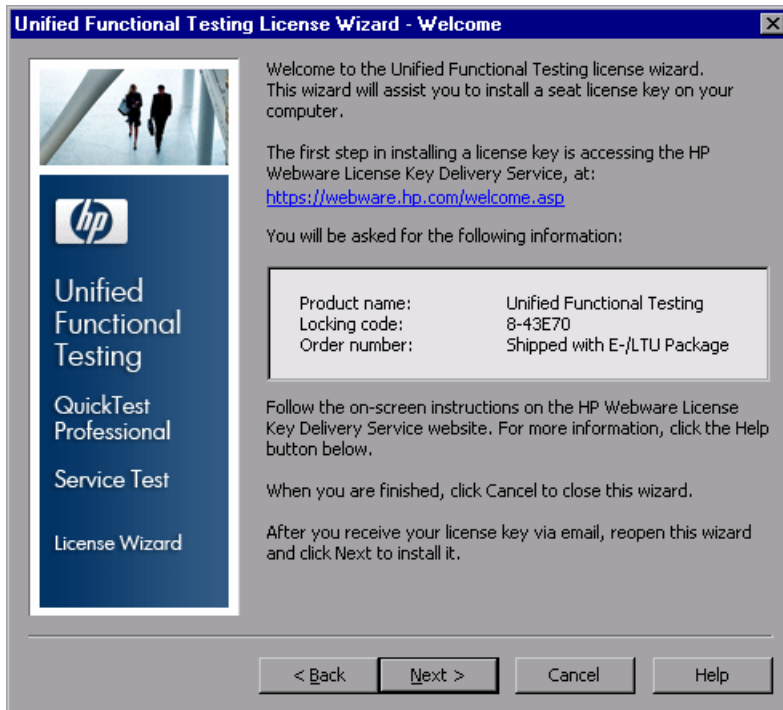 Unified Functional Testing License Wizard - Welcome
hp
Unified
Functional
Testing
QuickTest
Professional
Service Test
License Wizard
Welcome to the Unified Functional Testing license wizard.
This wizard will assist you to install a seat license key on your
computer.
The first step in installing a license key is accessing the HP
Webware License Key Delivery Service, at:
https://webware.hp.com/welcome.asp
You will be asked for the following information:
Product name: Unified Functional Testing
Locking code: 8-43E70
Order number: Shipped with E-/LTU Package
Follow the on-screen instructions on the HP Webware License
Key Delivery Service website. For more information, click the Help
button below.
When you are finished, click Cancel to close this wizard.
After you receive your license key via email, reopen this wizard
and click Next to install it.
< Back Next > Cancel Help